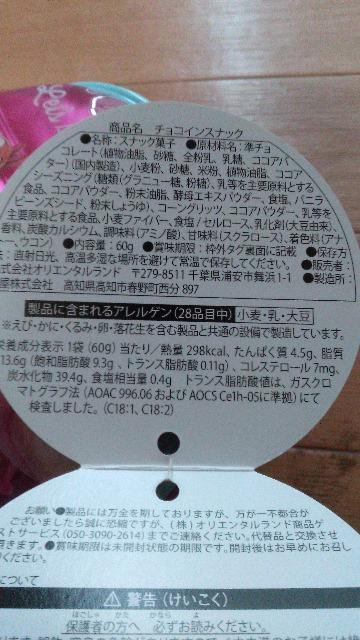 商品名 チョコインスナック
●名称:スナック菓子 ●原材料名:準チョ
コレート(植物油脂、砂糖、全粉乳、乳糖、ココアバ
ター)(国内製造)、小麦粉、砂糖、米粉、植物油脂、ココア
シーズニング(糖類(グラニュー糖、粉糖)、乳等を主要原料とする
食品、ココアパウダー、粉末油脂、酵母エキスパウダー、食塩、バニラ
ビーンズシード、粉末しょうゆ)、コーングリッツ、ココアパウダー、乳等を
主要原料とする食品、小麦ファイバー、食塩/セルロース、乳化剤(大豆由来)、
香料、炭酸カルシウム、調味料(アミノ酸)、甘味料(スクラロース)、着色料(アナ
ー、ウコン) ●内容量:60g ●賞味期限:枠外タグ裏面に記載 ●保存方
直射日光、高温多湿な場所を避けて常温で保存してください。 ●販売者:
式会社オリエンタルランド 〒279-8511 千葉県浦安市舞浜1-1 ●製造所:
屋株式会社 高知県高知市春野町西分 897
製品に含まれるアレルゲン(28品目中) 小麦・乳・大豆
※えび・かに・くるみ・卵・落花生を含む製品と共通の設備で製造しています。
栄養成分表示 1袋(60g)当たり/熱量 298kcal、たんぱく質 4.5g、脂質
13.6g(飽和脂肪酸 9.3g、トランス脂肪酸 0.11g)、コレステロール 7mg、
炭水化物 39.4g、食塩相当量 0.4g トランス脂肪酸値は、ガスクロ
マトグラフ法(AOAC 996.06 および AOCS Ce1h-05に準拠)にて
検査しました。(C18:1、C18:2)
お願い●製品には万全を期しておりますが、万が一不都合が
ございましたら誠に恐縮ですが、(株)オリエンタルランド商品ゲ
ストサービス(050-3090-2614)までご連絡ください。代替品と交換させ
頂きます。●賞味期限は未開封状態の期限です。開封後はお早めにお召し
ください。
について
警告(けいこく)
保護者の方へ 必ずお読みください。